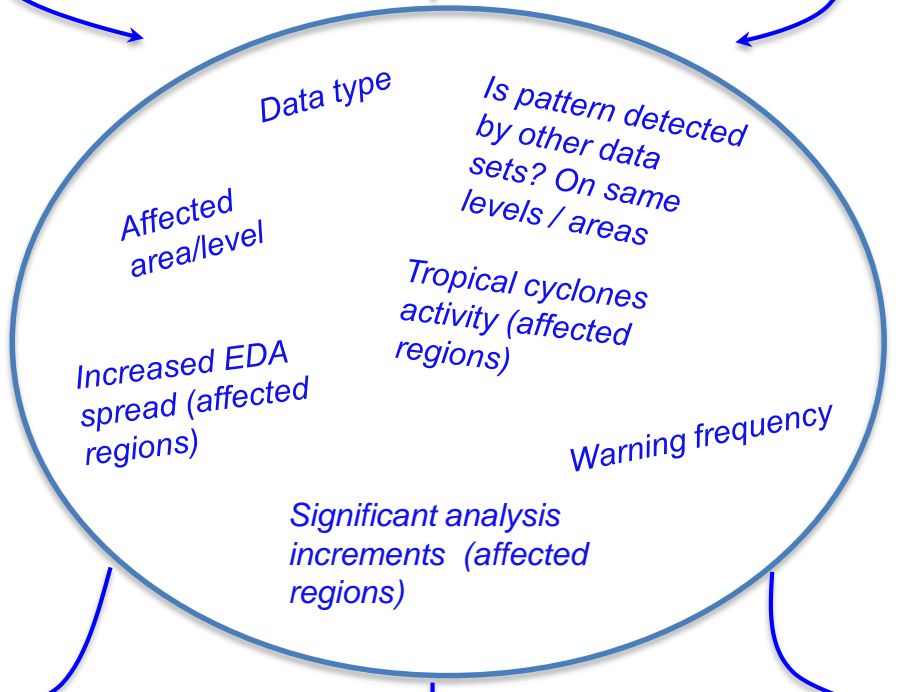 Data type
Is pattern detected
by other data
sets? On same
levels / areas
Affected
area/level
Tropical cyclones
activity (affected
regions)
Increased EDA
spread (affected
regions)
Warning frequency
Significant analysis
increments  (affected
regions)